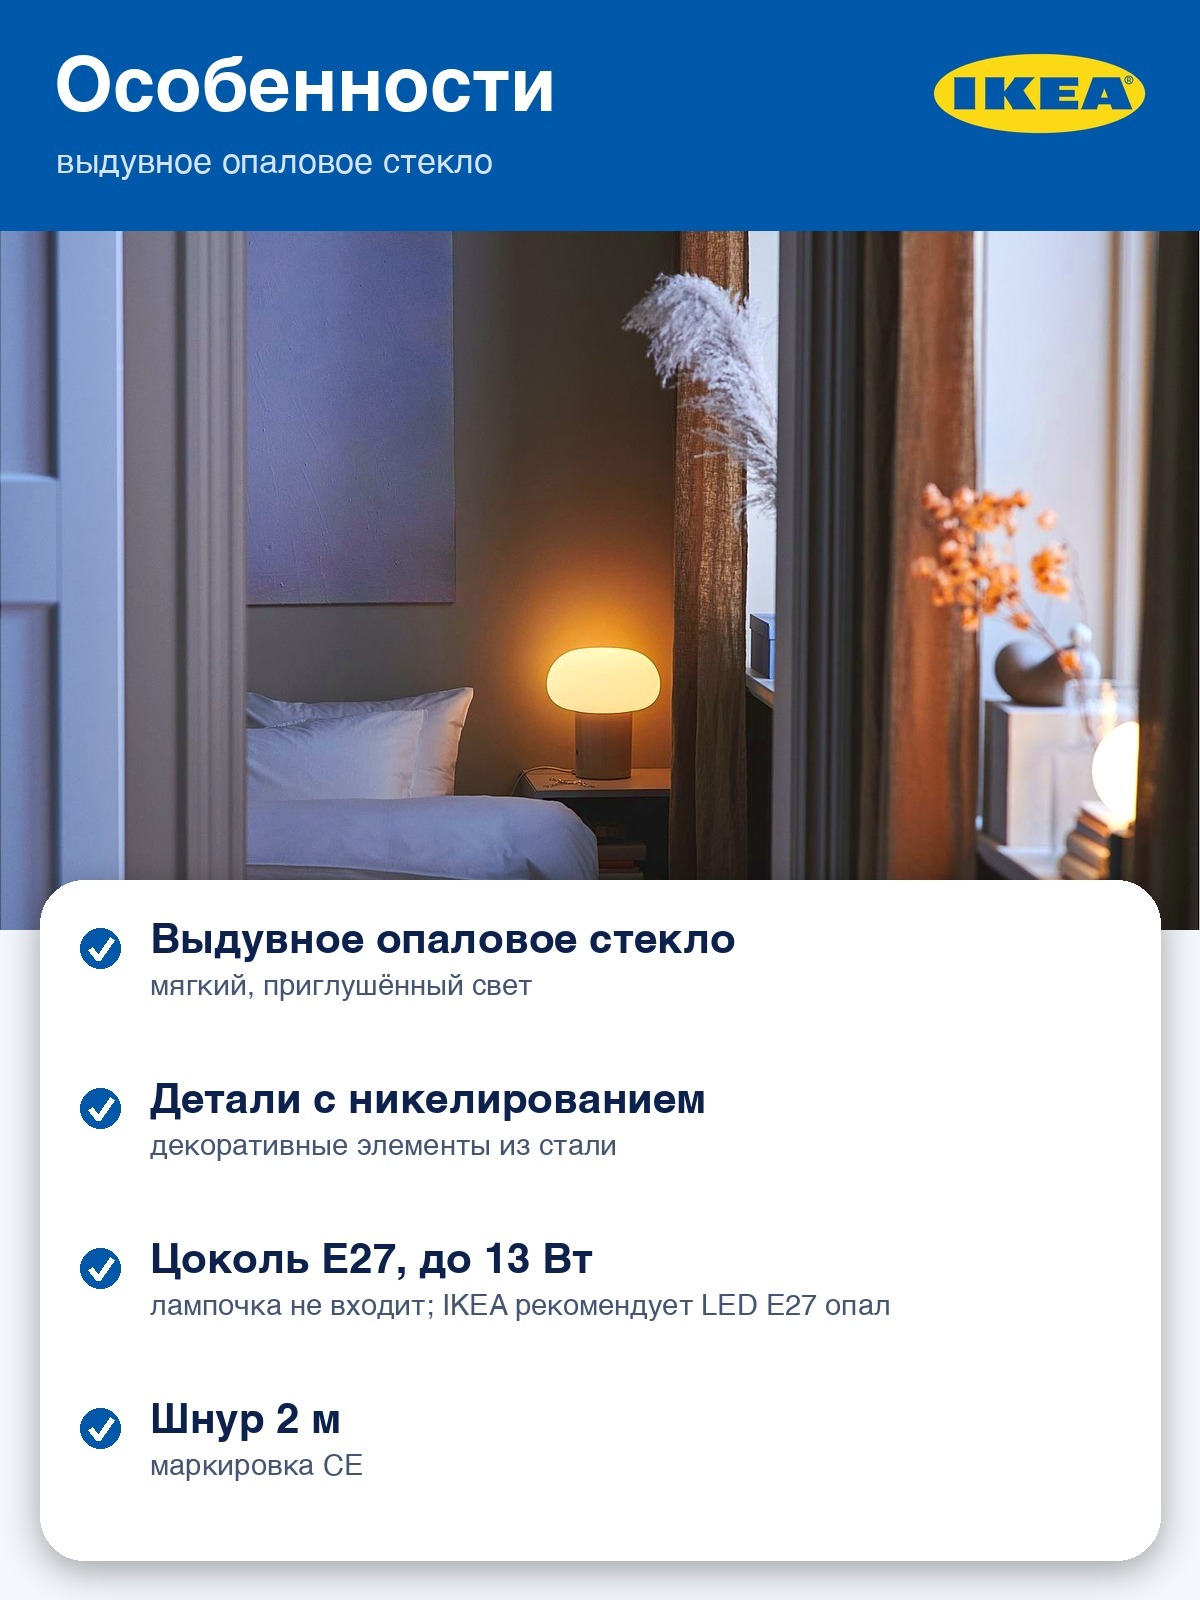 Особенности
IKEA®
выдувное опаловое стекло
Выдувное опаловое стекло
мягкий, приглушённый свет
Детали с никелированием
декоративные элементы из стали
Цоколь E27, до 13 Вт
лампочка не входит; IKEA рекомендует LED E27 опал
Шнур 2 м
маркировка CE